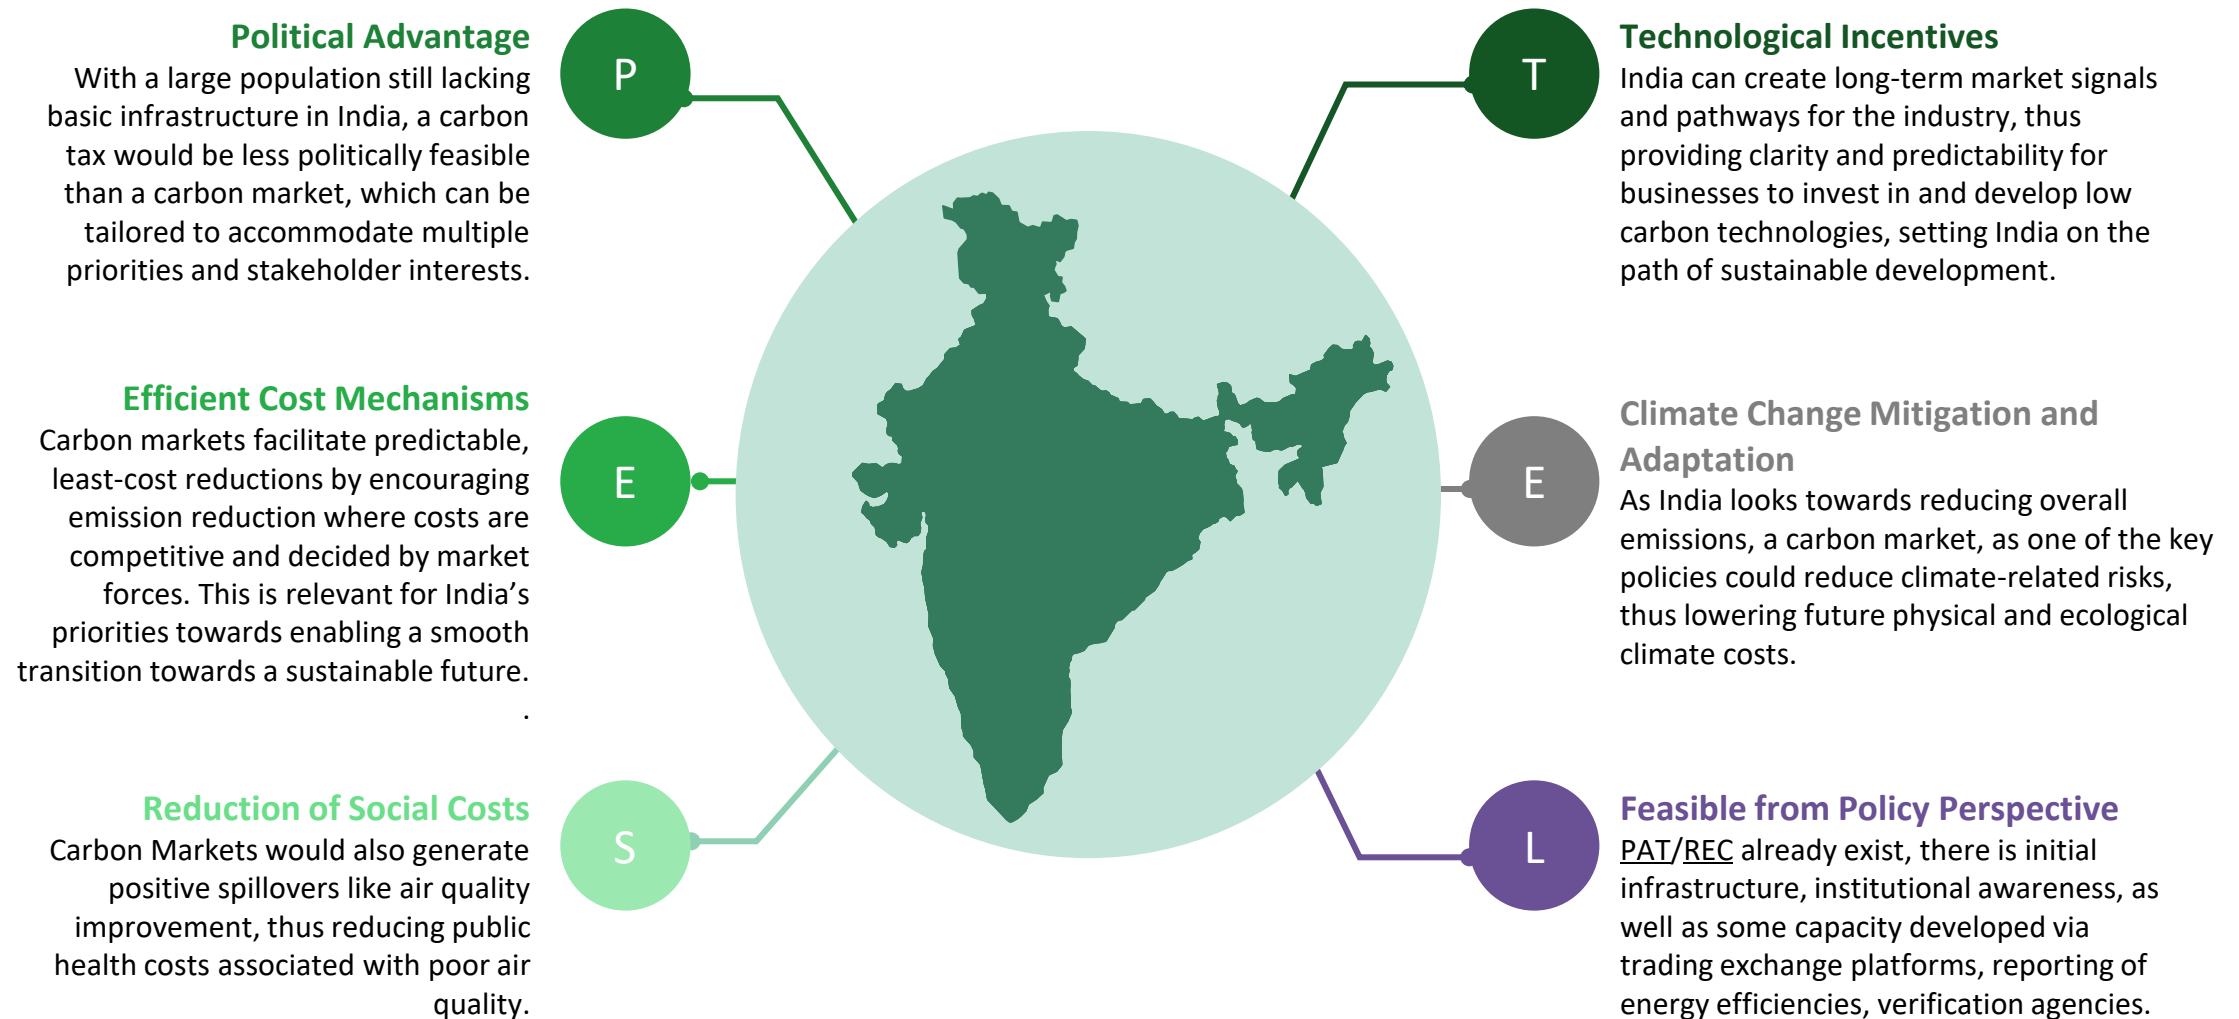 Political Advantage
With a large population still lacking
basic infrastructure in India, a carbon
tax would be less politically feasible
than a carbon market, which can be
tailored to accommodate multiple
priorities and stakeholder interests.
P
Efficient Cost Mechanisms
Carbon markets facilitate predictable,
least-cost reductions by encouraging
emission reduction where costs are
competitive and decided by market
forces. This is relevant for India’s
priorities towards enabling a smooth
transition towards a sustainable future.
.
E
Reduction of Social Costs
Carbon Markets would also generate
positive spillovers like air quality
improvement, thus reducing public
health costs associated with poor air
quality.
S
T
Technological Incentives
India can create long-term market signals
and pathways for the industry, thus
providing clarity and predictability for
businesses to invest in and develop low
carbon technologies, setting India on the
path of sustainable development.
E
Climate Change Mitigation and
Adaptation
As India looks towards reducing overall
emissions, a carbon market, as one of the key
policies could reduce climate-related risks,
thus lowering future physical and ecological
climate costs.
L
Feasible from Policy Perspective
PAT/REC already exist, there is initial
infrastructure, institutional awareness, as
well as some capacity developed via
trading exchange platforms, reporting of
energy efficiencies, verification agencies.